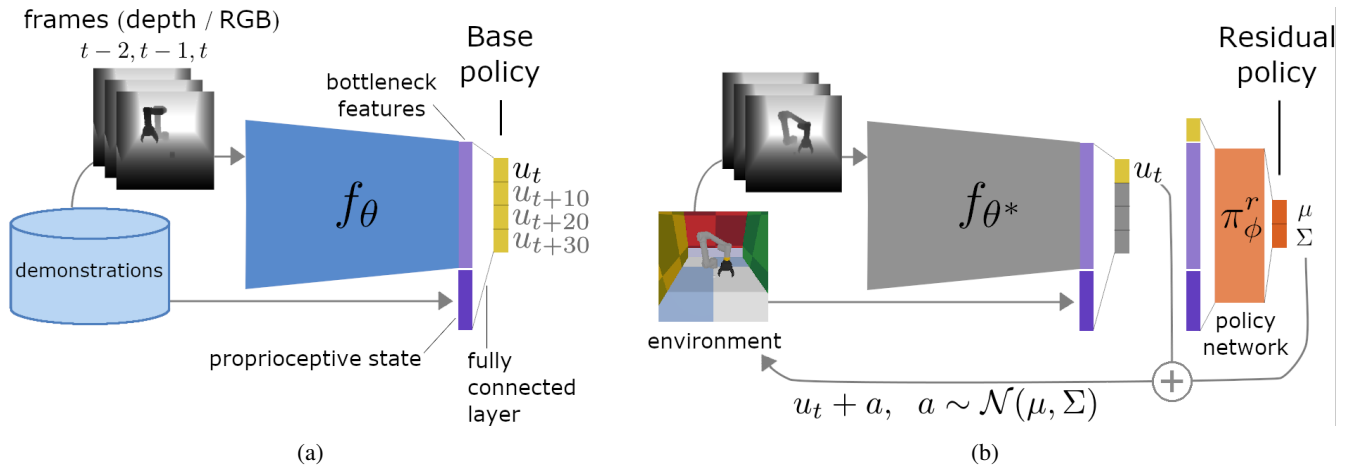 frames (depth / RGB)
t − 2, t − 1, t
Base
policy
bottleneck
features
f_θ
u_t
u_{t+10}
u_{t+20}
u_{t+30}
demonstrations
proprioceptive state
fully
connected
layer
(a)
Residual
policy
f_{θ*}
u_t
π^r_ϕ
μ
Σ
environment
policy
network
+
u_t + a, a ∼ N(μ, Σ)
(b)